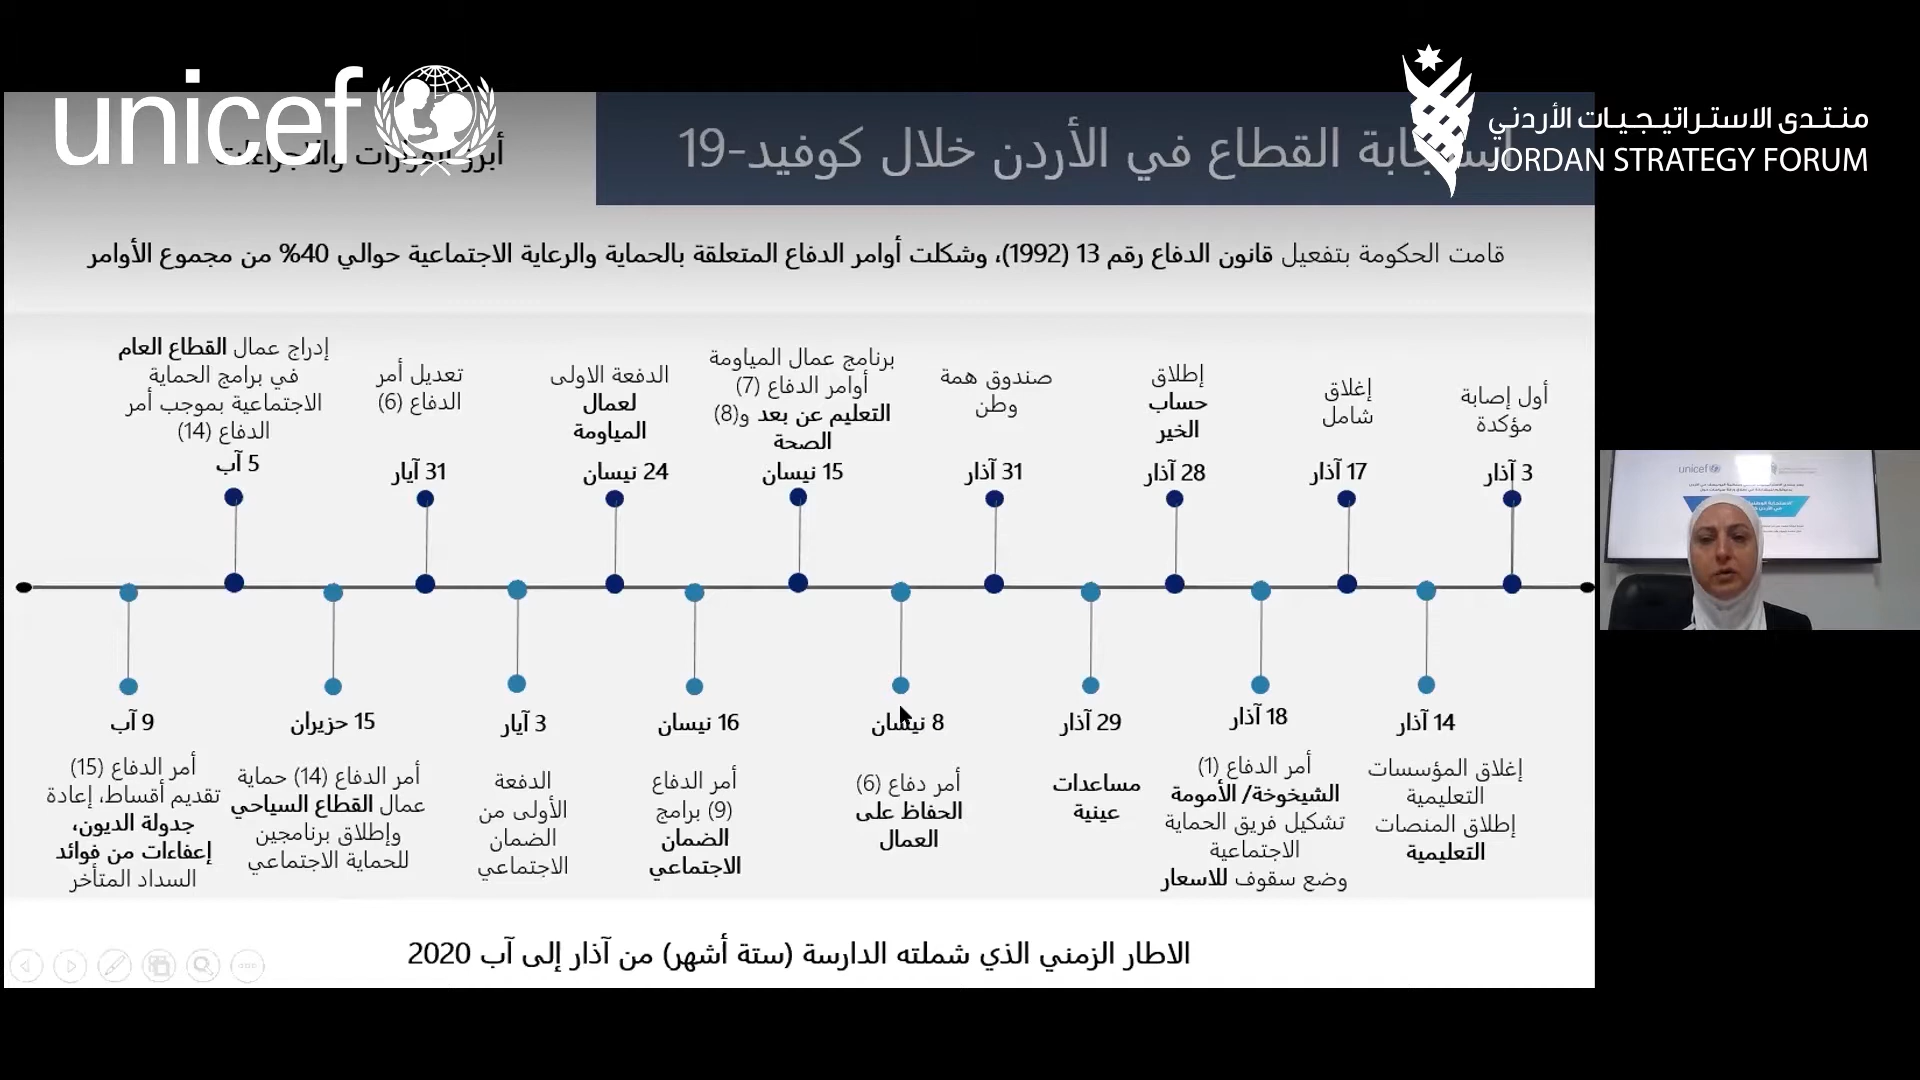 unicef
منتدى الاستراتيجيات الأردني
JORDAN STRATEGY FORUM
استجابة القطاع في الأردن خلال كوفيد-19
أبرز القرارات والاجراءات
قامت الحكومة بتفعيل قانون الدفاع رقم 13 (1992)، وشكلت أوامر الدفاع المتعلقة بالحماية والرعاية الاجتماعية حوالي 40% من مجموع الأوامر
أول إصابة
مؤكدة
3 آذار
إغلاق
شامل
17 آذار
إطلاق
حساب
الخير
28 آذار
صندوق همة
وطن
31 آذار
برنامج عمال المياومة
أوامر الدفاع (7)
التعليم عن بعد و(8)
الصحة
15 نيسان
الدفعة الاولى
لعمال
المياومة
24 نيسان
تعديل أمر
الدفاع (6)
31 آيار
إدراج عمال القطاع العام
في برامج الحماية
الاجتماعية بموجب أمر
الدفاع (14)
5 آب
14 آذار
إغلاق المؤسسات
التعليمية
إطلاق المنصات
التعليمية
18 آذار
أمر الدفاع (1)
الشيخوخة/ الأمومة
تشكيل فريق الحماية
الاجتماعية
وضع سقوف للاسعار
29 آذار
مساعدات
عينية
8 نيسان
أمر دفاع (6)
الحفاظ على
العمال
16 نيسان
أمر الدفاع
(9) برامج
الضمان
الاجتماعي
3 آيار
الدفعة
الأولى من
الضمان
الاجتماعي
15 حزيران
أمر الدفاع (14) حماية
عمال القطاع السياحي
وإطلاق برنامجين
للحماية الاجتماعي
9 آب
أمر الدفاع (15)
تقديم أقساط، إعادة
جدولة الديون،
إعفاءات من فوائد
السداد المتأخر
الاطار الزمني الذي شملته الدارسة (ستة أشهر) من آذار إلى آب 2020
unicef